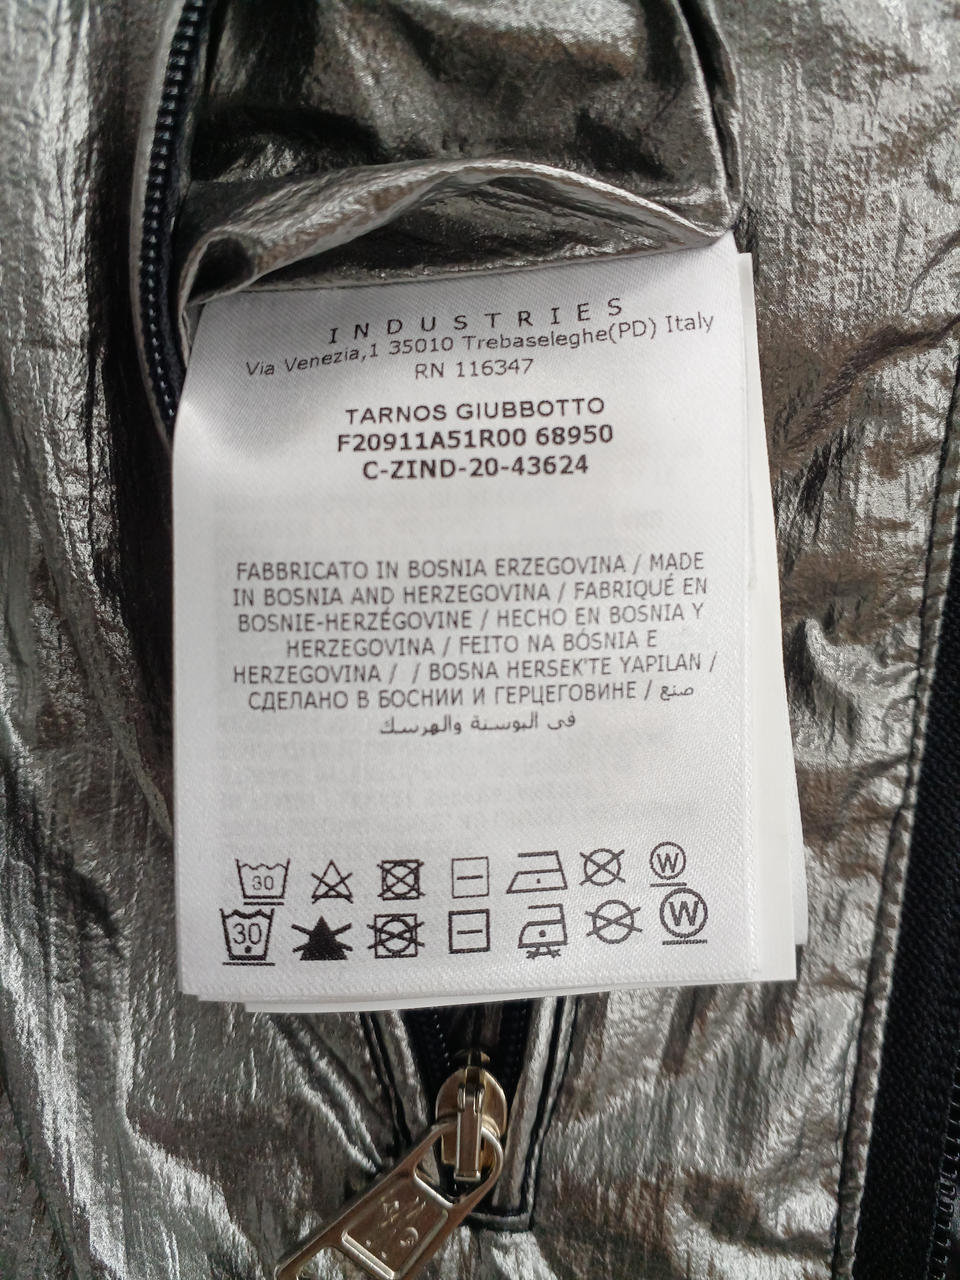 INDUSTRIES
Via Venezia,1 35010 Trebaseleghe(PD) Italy
RN 116347
TARNOS GIUBBOTTO
F20911A51R00 68950
C-ZIND-20-43624
FABBRICATO IN BOSNIA ERZEGOVINA / MADE
IN BOSNIA AND HERZEGOVINA / FABRIQUÉ EN
BOSNIE-HERZÉGOVINE / HECHO EN BOSNIA Y
HERZEGOVINA / FEITO NA BÓSNIA E
HERZEGOVINA / / BOSNA HERSEK'TE YAPILAN /
СДЕЛАНО В БОСНИИ И ГЕРЦЕГОВИНЕ / صنع
فى البوسنة والهرسك
30 W
30 W